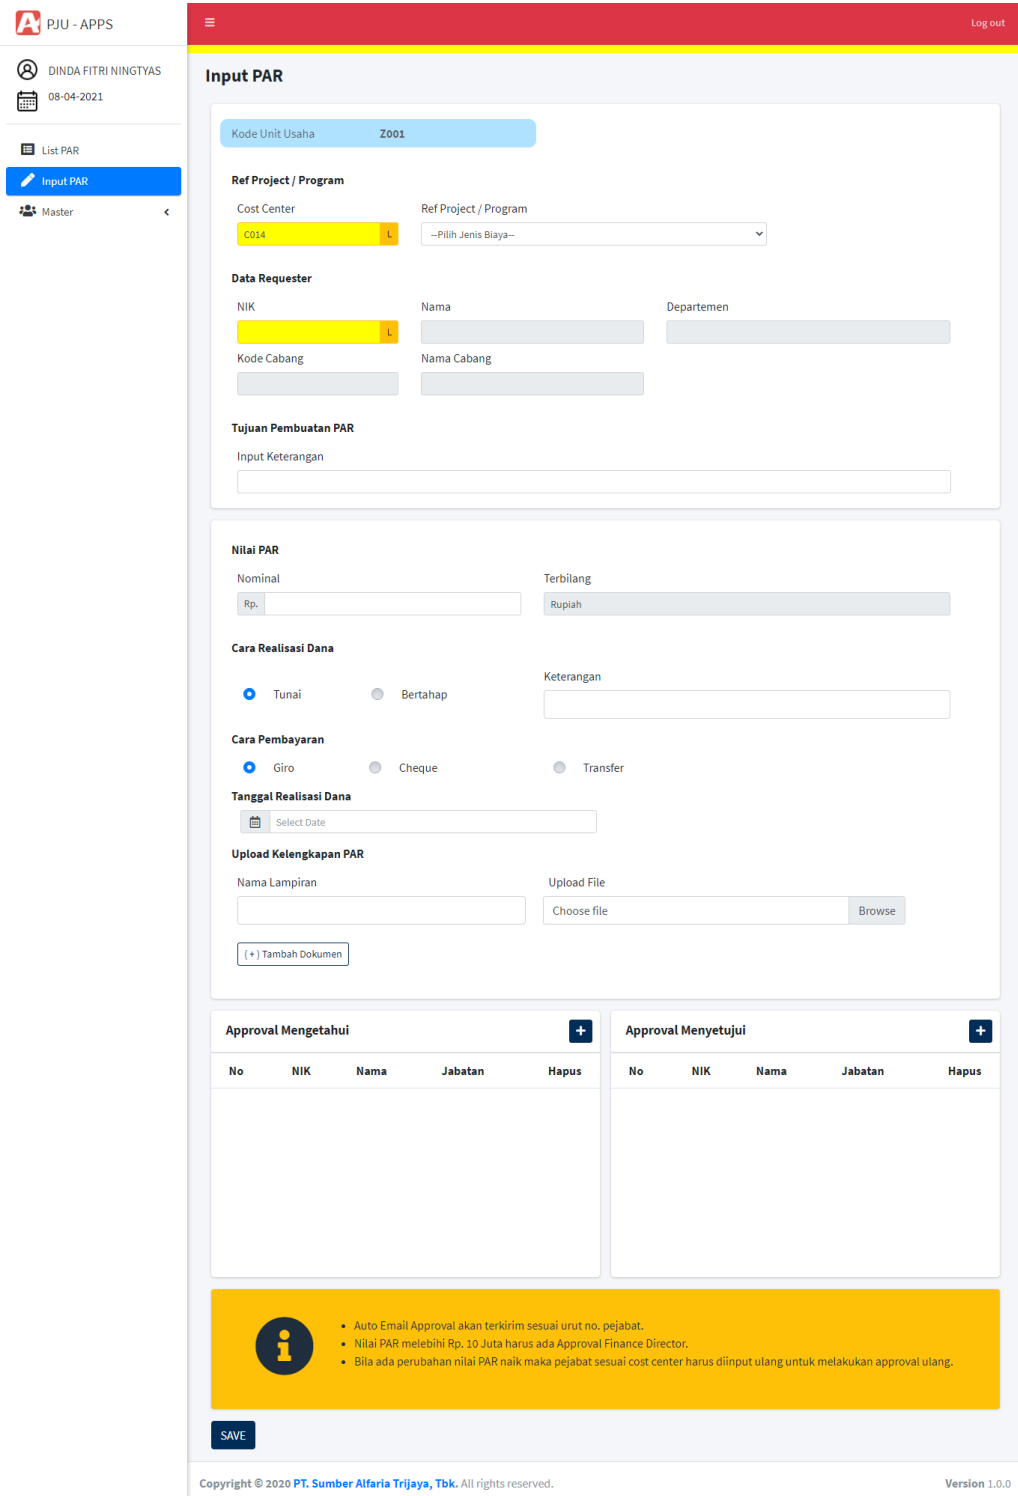 PJU - APPS
Log out
DINDA FITRI NINGTYAS
08-04-2021
List PAR
Input PAR
Master
Input PAR
Kode Unit Usaha Z001
Ref Project / Program
Cost Center Ref Project / Program
C014 L --Pilih Jenis Biaya--
Data Requester
NIK Nama Departemen
L
Kode Cabang Nama Cabang
Tujuan Pembuatan PAR
Input Keterangan
Nilai PAR
Nominal Terbilang
Rp. Rupiah
Cara Realisasi Dana
Keterangan
Tunai Bertahap
Cara Pembayaran
Giro Cheque Transfer
Tanggal Realisasi Dana
Select Date
Upload Kelengkapan PAR
Nama Lampiran Upload File
Choose file Browse
(+) Tambah Dokumen
Approval Mengetahui +
No NIK Nama Jabatan Hapus
Approval Menyetujui +
No NIK Nama Jabatan Hapus
• Auto Email Approval akan terkirim sesuai urut no. pejabat.
• Nilai PAR melebihi Rp. 10 Juta harus ada Approval Finance Director.
• Bila ada perubahan nilai PAR naik maka pejabat sesuai cost center harus diinput ulang untuk melakukan approval ulang.
SAVE
Copyright © 2020 PT. Sumber Alfaria Trijaya, Tbk. All rights reserved. Version 1.0.0